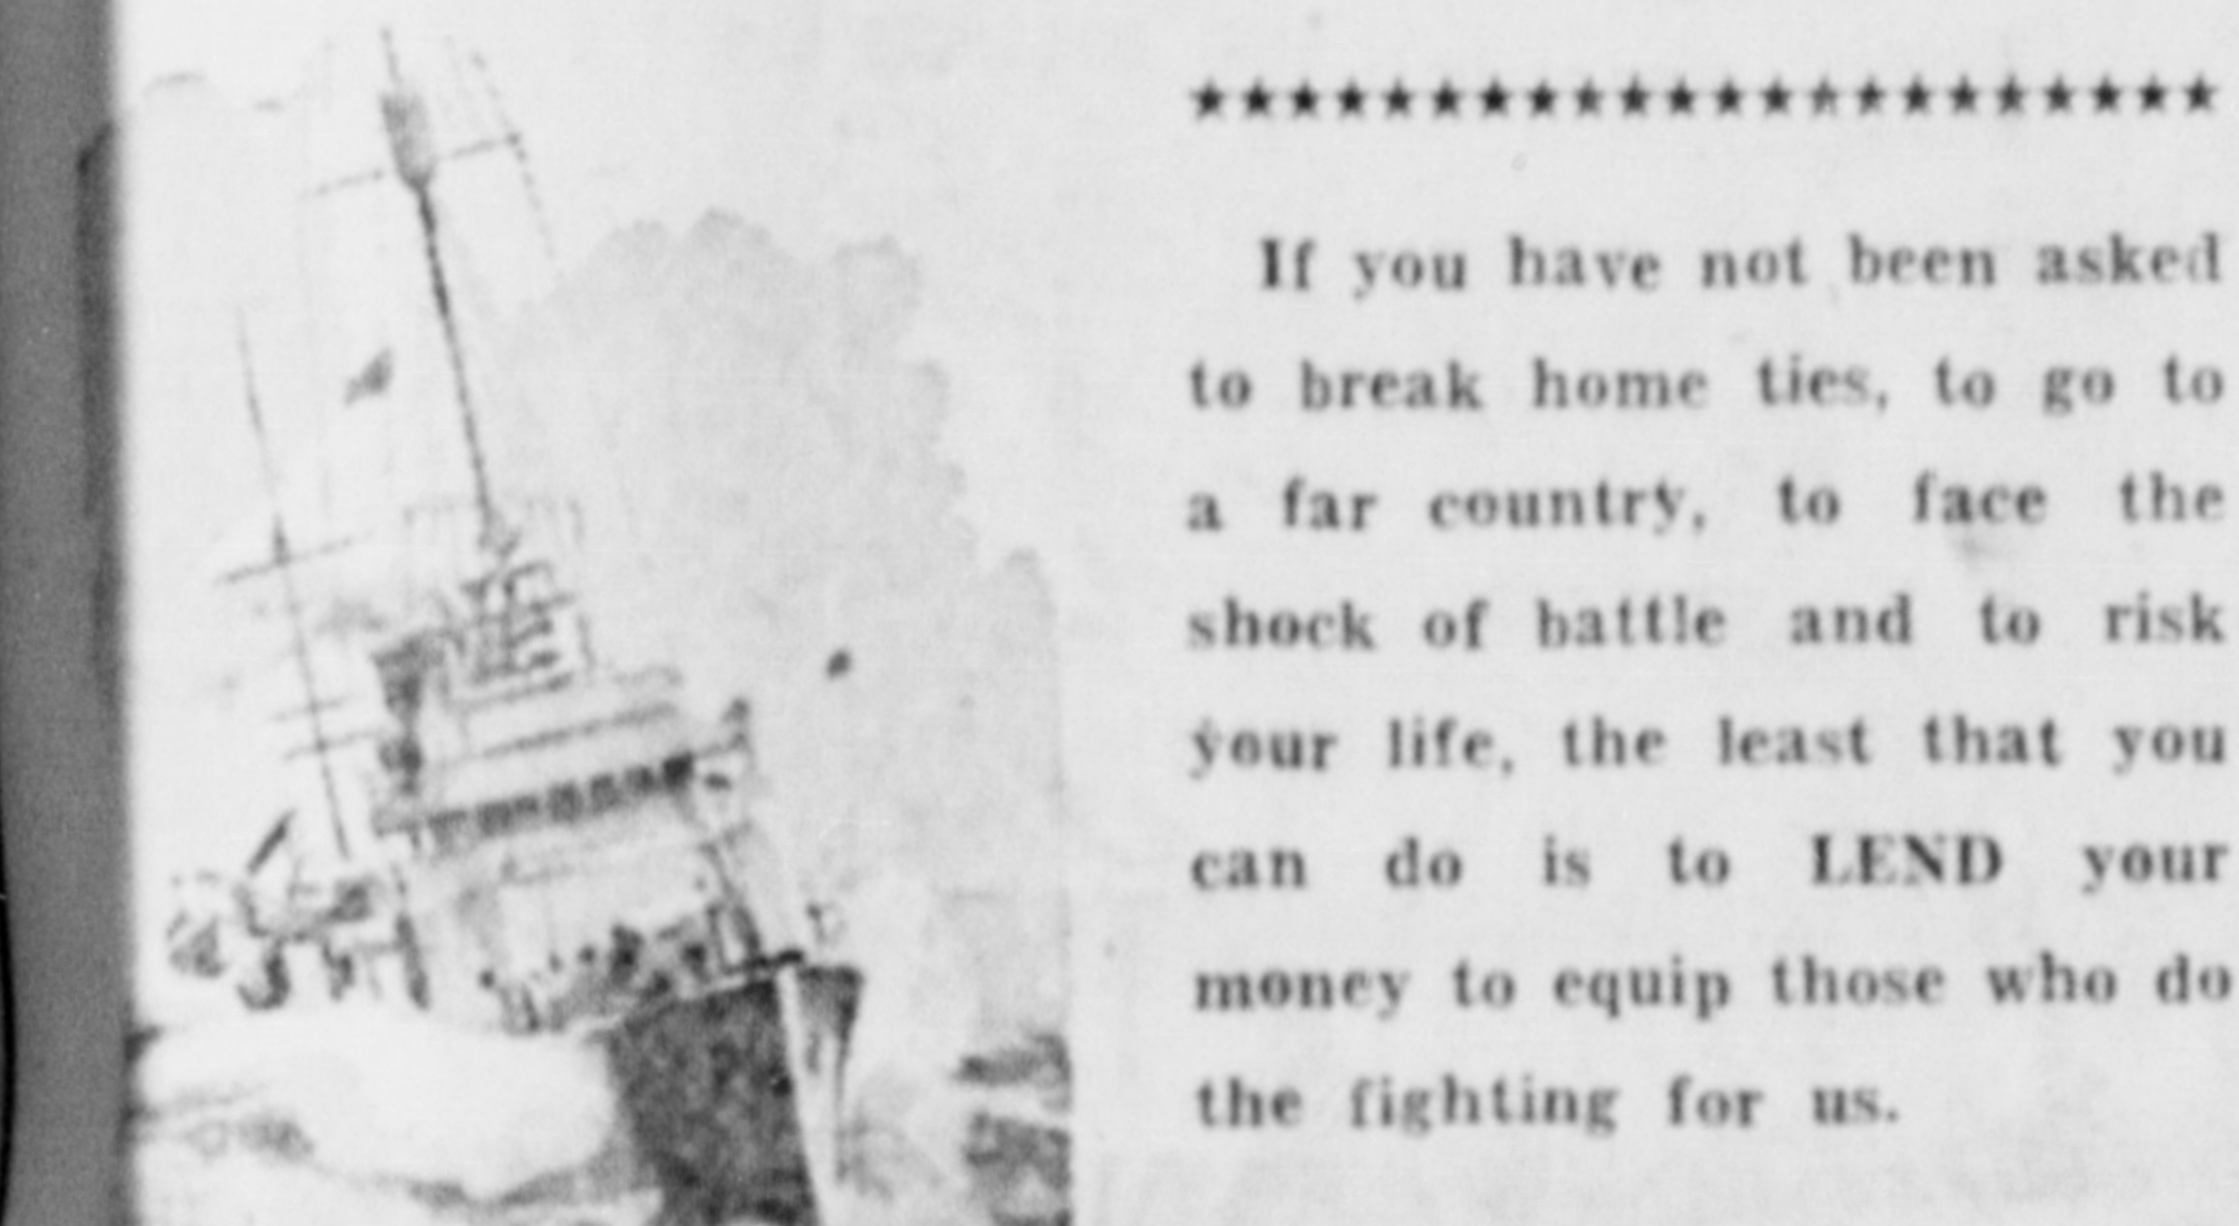 If you have not been asked
to break home ties, to go to
a far country, to face the
shock of battle and to risk
your life, the least that you
can do is to LEND your
money to equip those who do
the fighting for us.